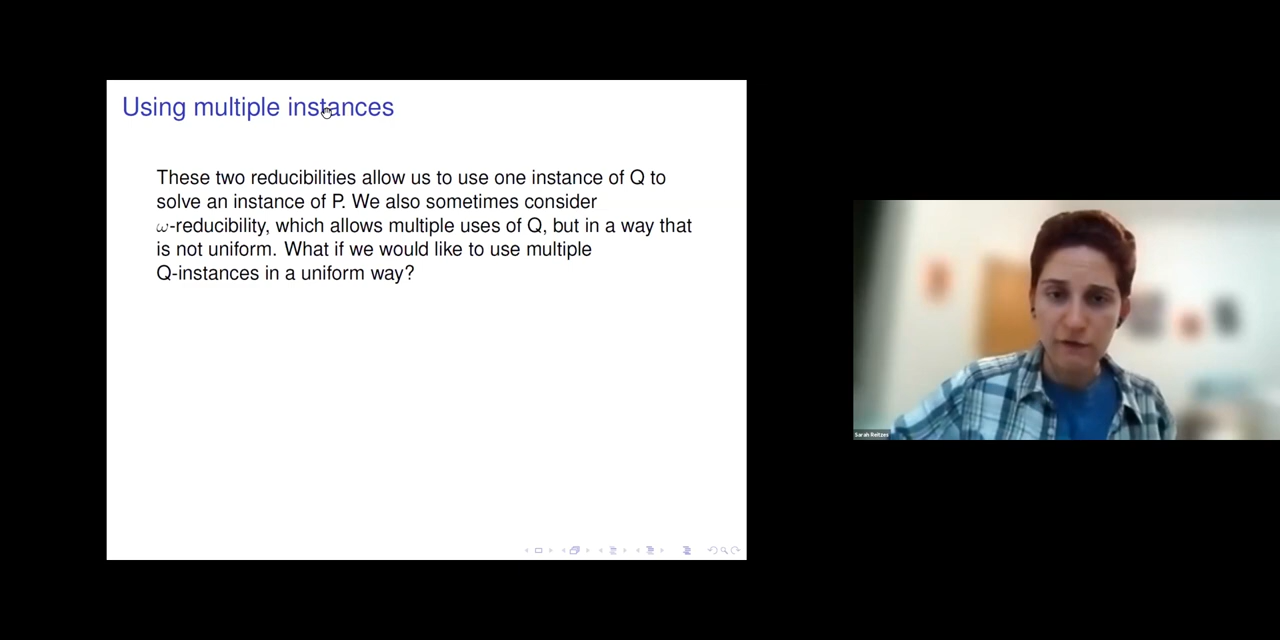 Using multiple instances
These two reducibilities allow us to use one instance of Q to
solve an instance of P. We also sometimes consider
ω-reducibility, which allows multiple uses of Q, but in a way that
is not uniform. What if we would like to use multiple
Q-instances in a uniform way?
Sarah Reitzes